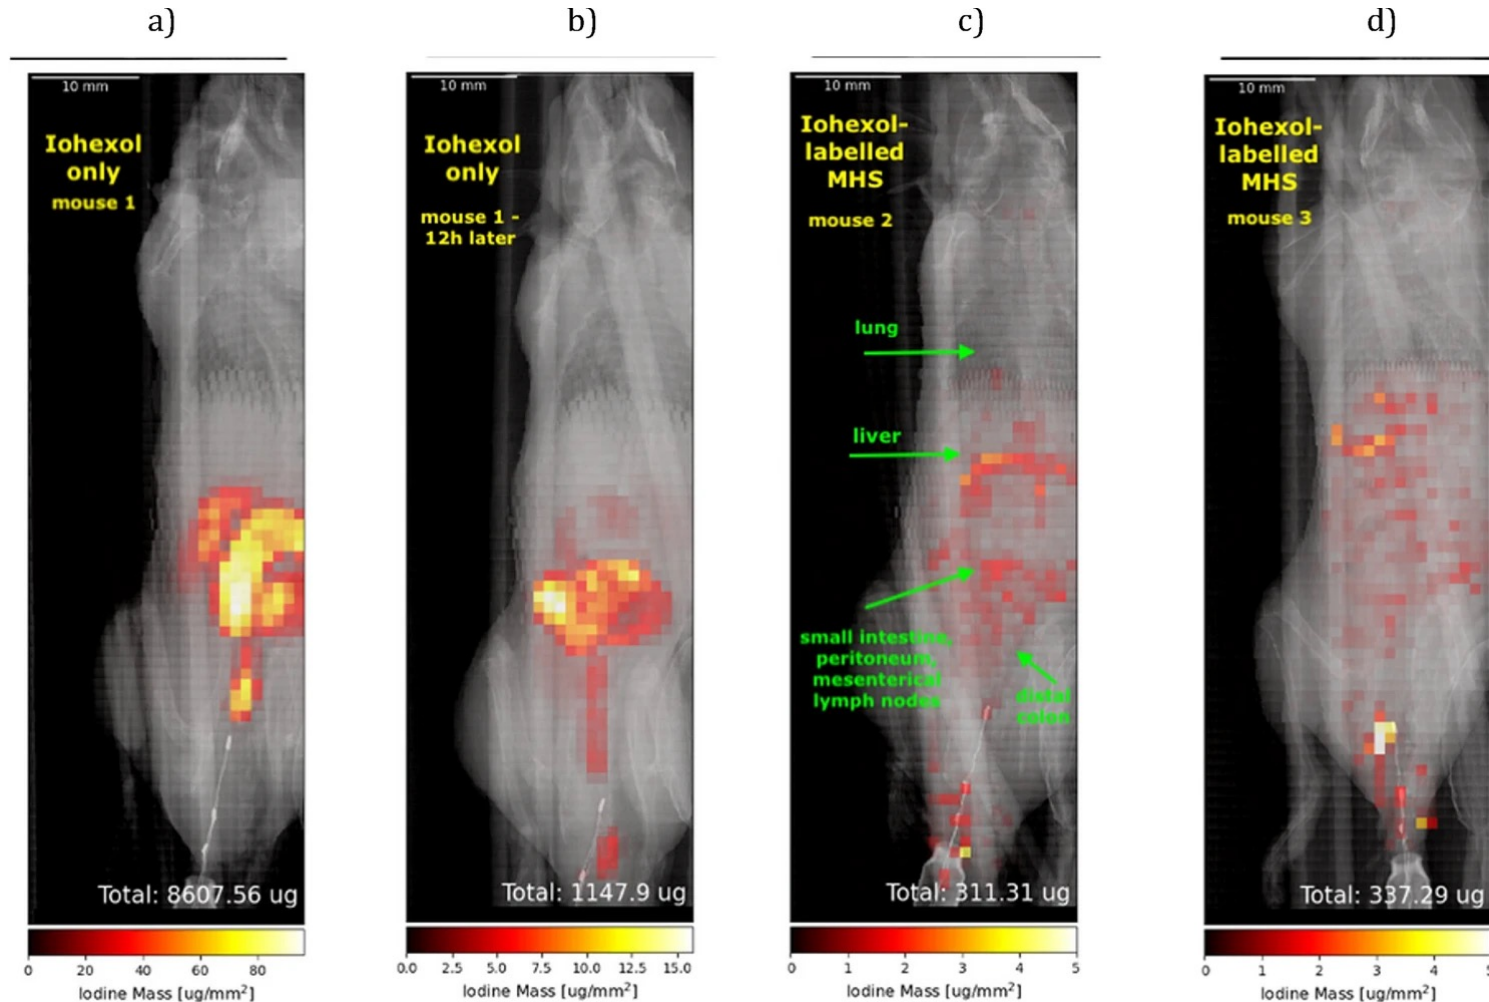 a)
b)
c)
d)
10 mm
Iohexol
only
mouse 1
Total: 8607.56 ug
0 20 40 60 80
Iodine Mass [ug/mm²]
10 mm
Iohexol
only
mouse 1 -
12h later
Total: 1147.9 ug
0.0 2.5 5.0 7.5 10.0 12.5 15.0
Iodine Mass [ug/mm²]
10 mm
Iohexol-
labelled
MHS
mouse 2
lung
liver
small intestine,
peritoneum,
mesenterical
lymph nodes
distal
colon
Total: 311.31 ug
0 1 2 3 4 5
Iodine Mass [ug/mm²]
10 mm
Iohexol-
labelled
MHS
mouse 3
Total: 337.29 ug
0 1 2 3 4 5
Iodine Mass [ug/mm²]